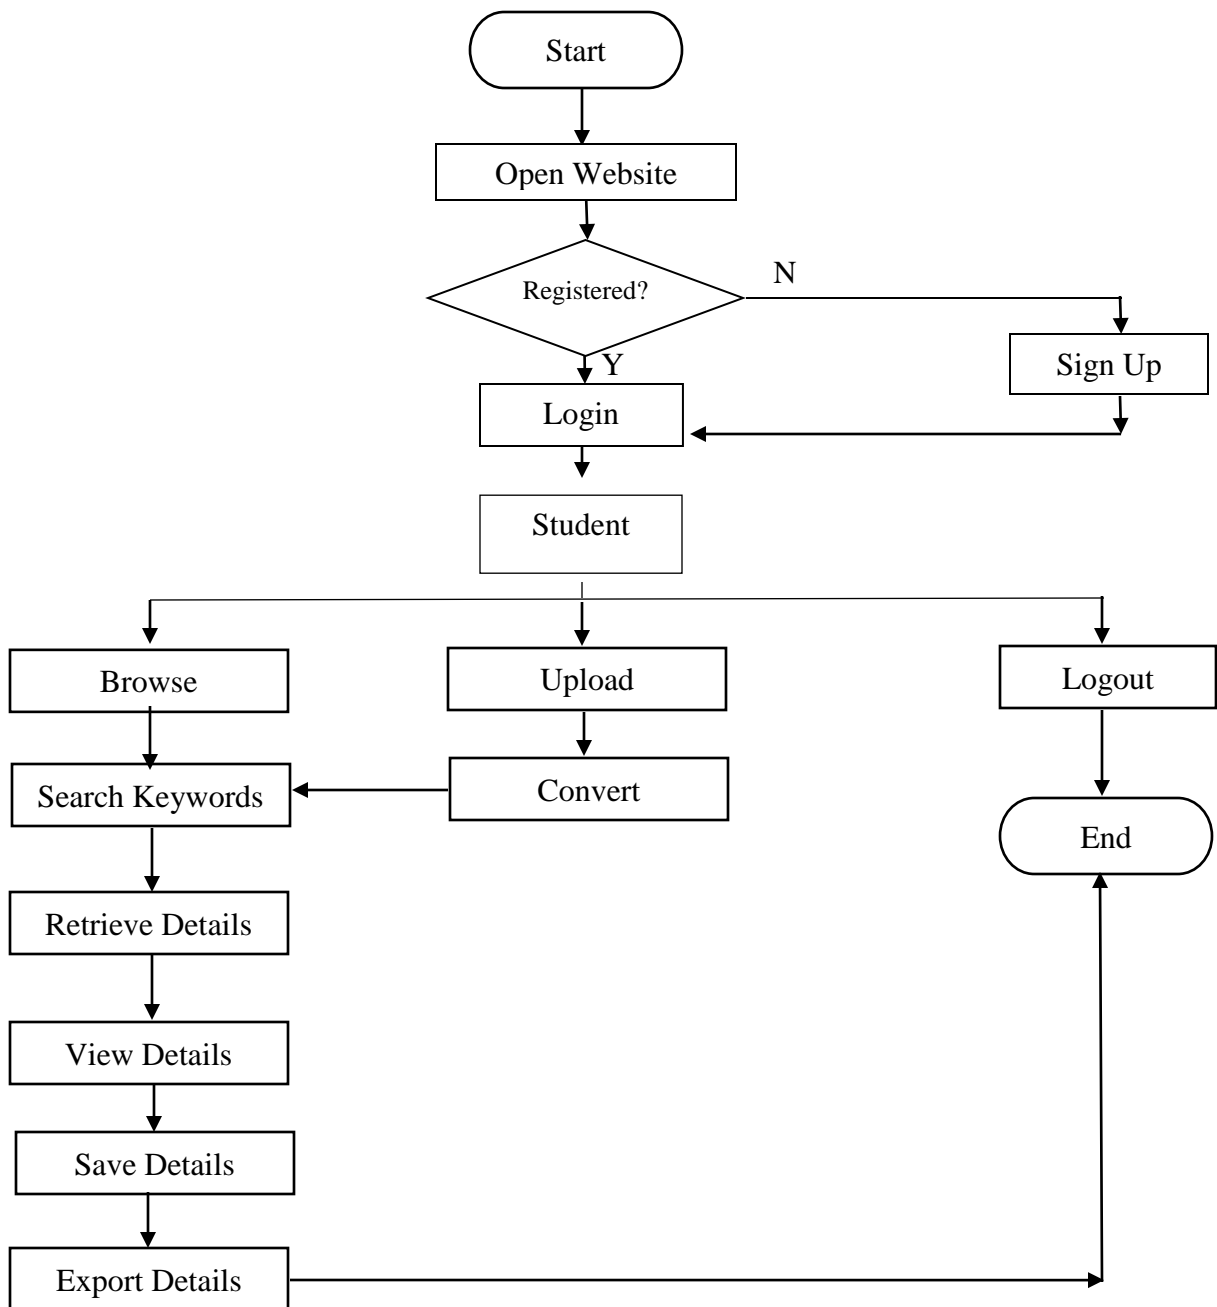 Start
Open Website
Registered?
N
Y
Sign Up
Login
Student
Browse
Upload
Logout
Search Keywords
Convert
End
Retrieve Details
View Details
Save Details
Export Details